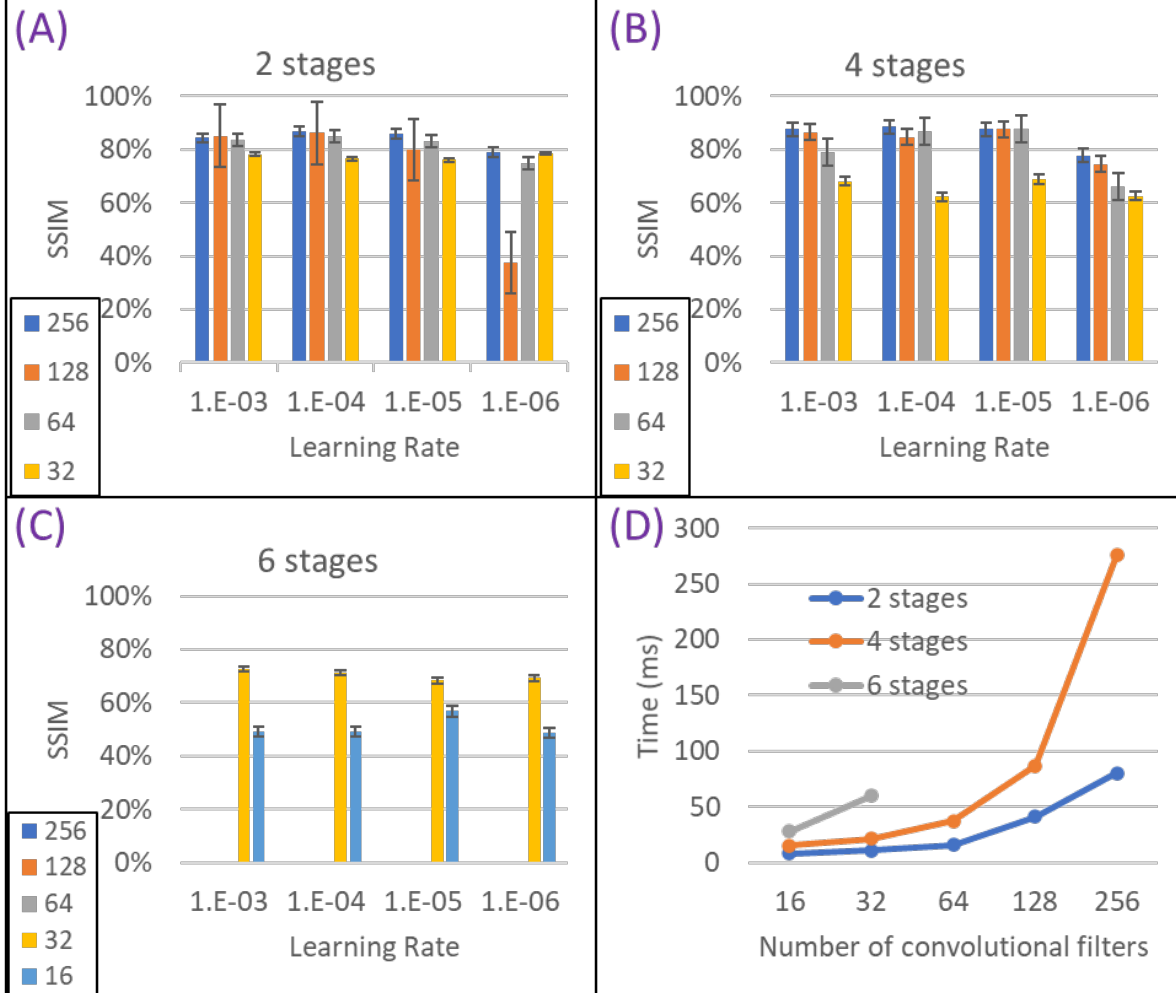 (A)
2 stages
100%
80%
60%
40%
20%
0%
SSIM
1.E-03 1.E-04 1.E-05 1.E-06
Learning Rate
256
128
64
32
(B)
4 stages
100%
80%
60%
40%
20%
0%
SSIM
1.E-03 1.E-04 1.E-05 1.E-06
Learning Rate
256
128
64
32
(C)
6 stages
100%
80%
60%
40%
20%
0%
SSIM
1.E-03 1.E-04 1.E-05 1.E-06
Learning Rate
256
128
64
32
16
(D)
300
250
200
150
100
50
0
Time (ms)
2 stages
4 stages
6 stages
16 32 64 128 256
Number of convolutional filters